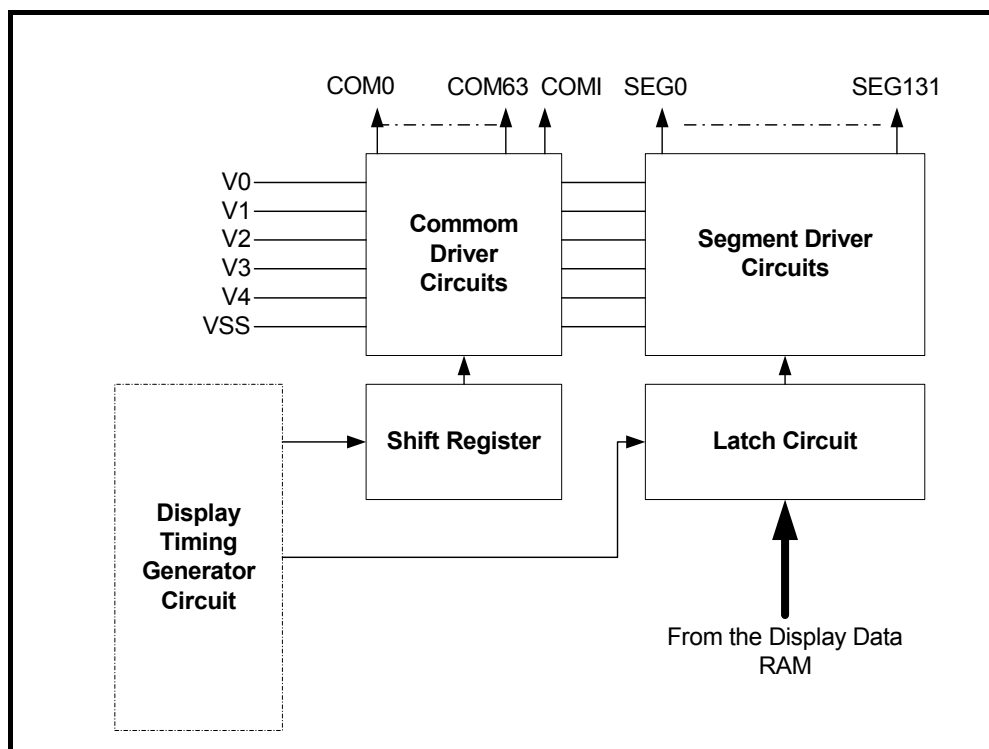 COM0 COM63 COMI SEG0 SEG131
V0
V1
V2
V3
V4
VSS
Commom
Driver
Circuits
Segment Driver
Circuits
Shift Register
Latch Circuit
Display
Timing
Generator
Circuit
From the Display Data
RAM